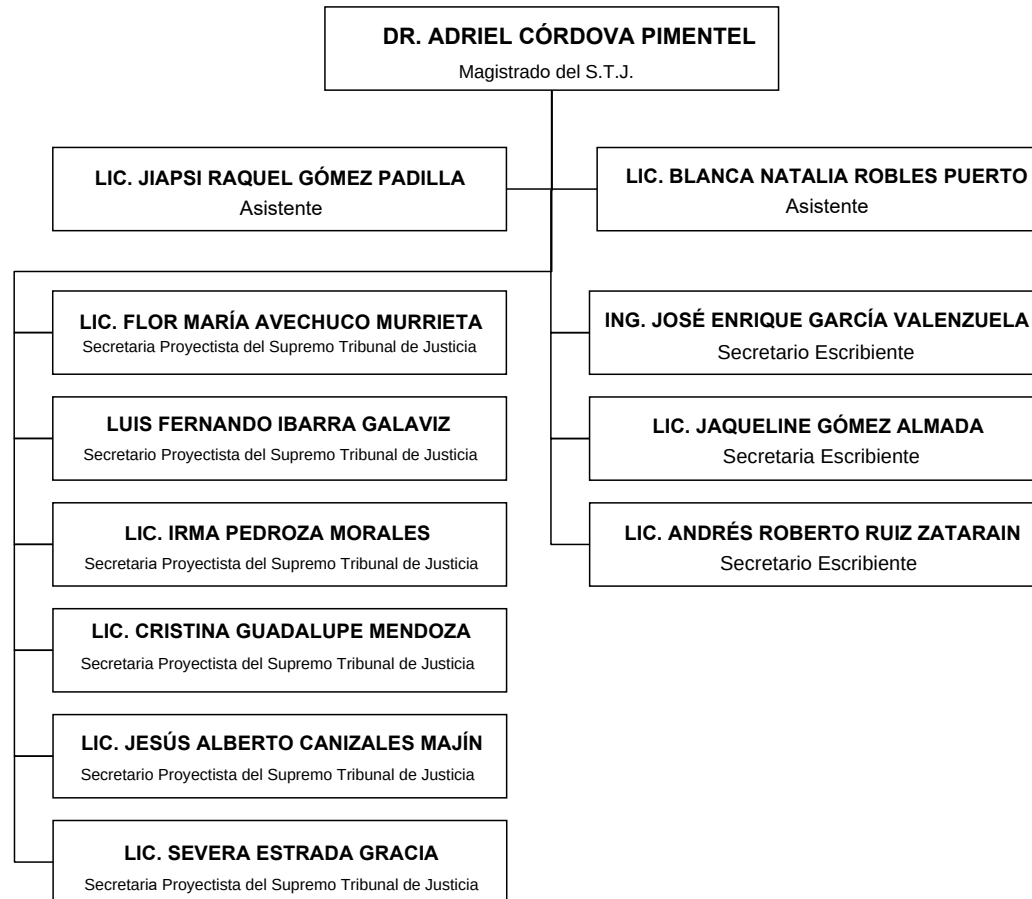 DR. ADRIEL CÓRDOVA PIMENTEL
Magistrado del S.T.J.
LIC. JIAPSI RAQUEL GÓMEZ PADILLA
Asistente
LIC. BLANCA NATALIA ROBLES PUERTO
Asistente
LIC. FLOR MARÍA AVECHUCO MURRIETA
Secretaria Proyectista del Supremo Tribunal de Justicia
LUIS FERNANDO IBARRA GALAVIZ
Secretario Proyectista del Supremo Tribunal de Justicia
LIC. IRMA PEDROZA MORALES
Secretaria Proyectista del Supremo Tribunal de Justicia
LIC. CRISTINA GUADALUPE MENDOZA
Secretaria Proyectista del Supremo Tribunal de Justicia
LIC. JESÚS ALBERTO CANIZALES MAJÍN
Secretario Proyectista del Supremo Tribunal de Justicia
LIC. SEVERA ESTRADA GRACIA
Secretaria Proyectista del Supremo Tribunal de Justicia
ING. JOSÉ ENRIQUE GARCÍA VALENZUELA
Secretario Escribiente
LIC. JAQUELINE GÓMEZ ALMADA
Secretaria Escribiente
LIC. ANDRÉS ROBERTO RUIZ ZATARAIN
Secretario Escribiente